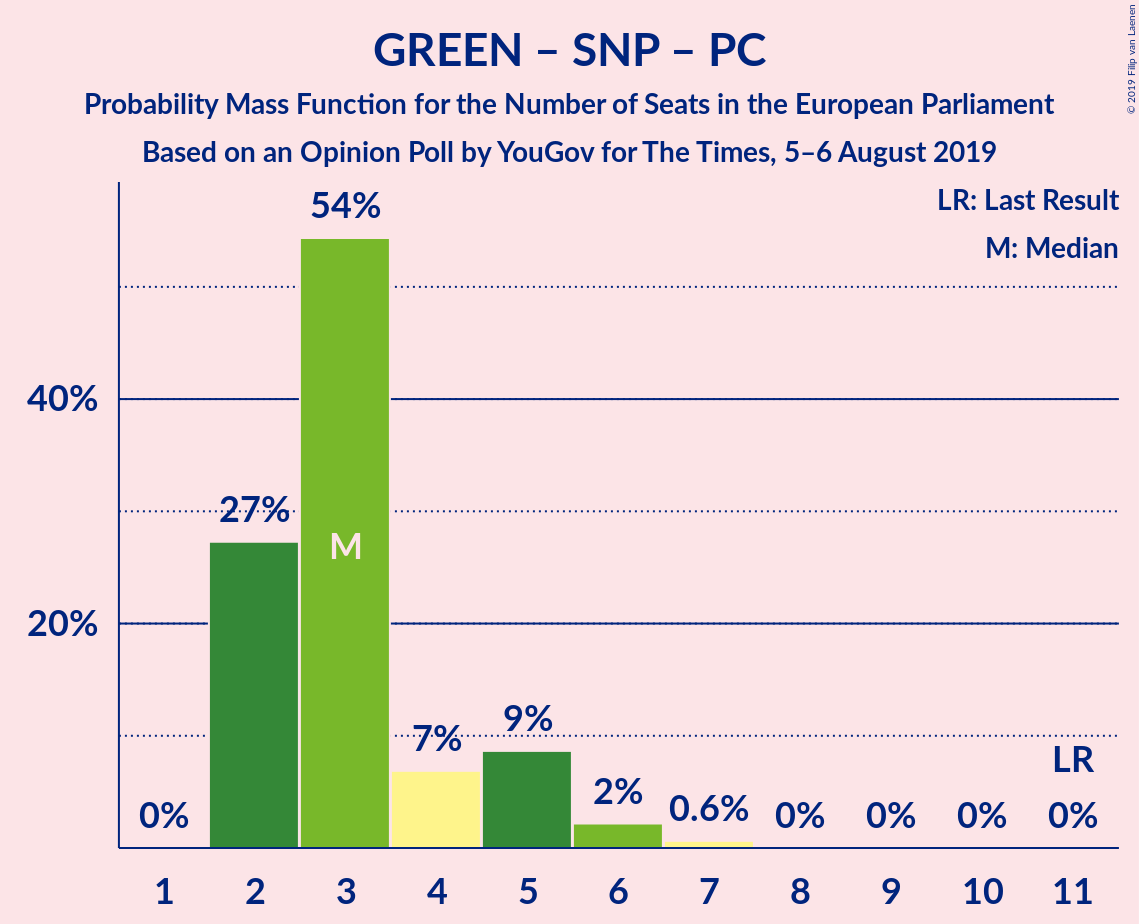 GREEN – SNP – PC
Probability Mass Function for the Number of Seats in the European Parliament
Based on an Opinion Poll by YouGov for The Times, 5–6 August 2019
© 2019 Filip van Laenen
LR: Last Result
M: Median
54%
40%
27%
M
20%
9%
7%
LR
2%
0.6%
0% 0% 0% 0% 0%
1 2 3 4 5 6 7 8 9 10 11